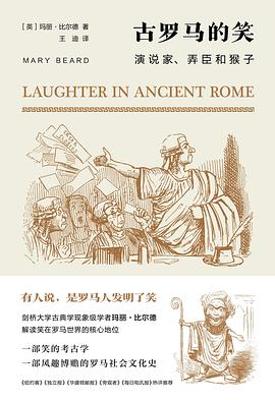 [英] 玛丽·比尔德 著
王 迪 译
MARY BEARD
古罗马的笑
演说家、弄臣和猴子
LAUGHTER IN ANCIENT ROME
有人说，是罗马人发明了笑
剑桥大学古典学现象级学者玛丽·比尔德
解读笑在罗马世界的核心地位
一部笑的考古学
一部风趣博赡的罗马社会文化史
《纽约客》《独立报》《华盛顿邮报》《旁观者》《每日电讯报》热评推荐